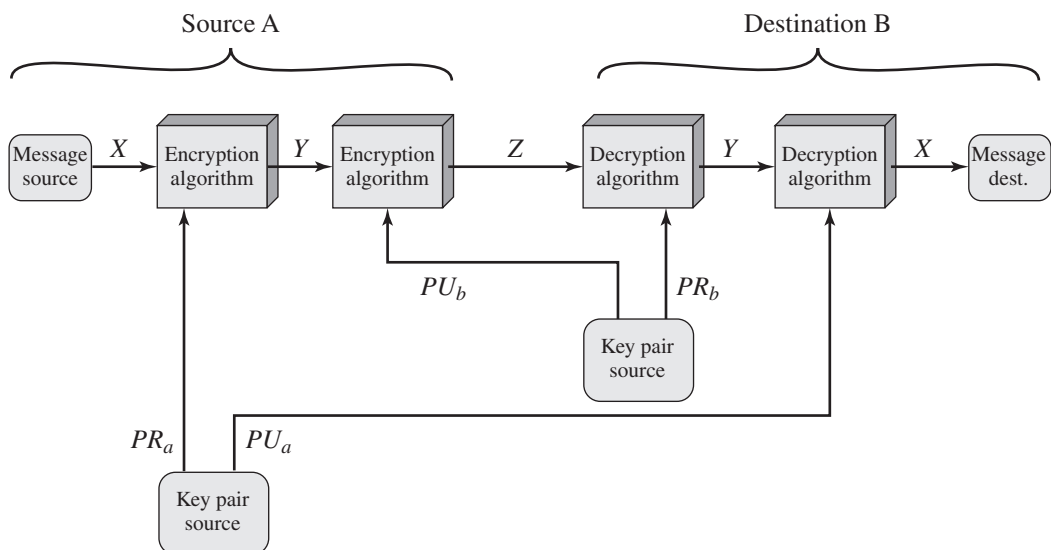 Source A
Destination B
Message
source
X
Encryption
algorithm
Y
Encryption
algorithm
Z
Decryption
algorithm
Y
Decryption
algorithm
X
Message
dest.
PU_b
PR_b
Key pair
source
PR_a
PU_a
Key pair
source